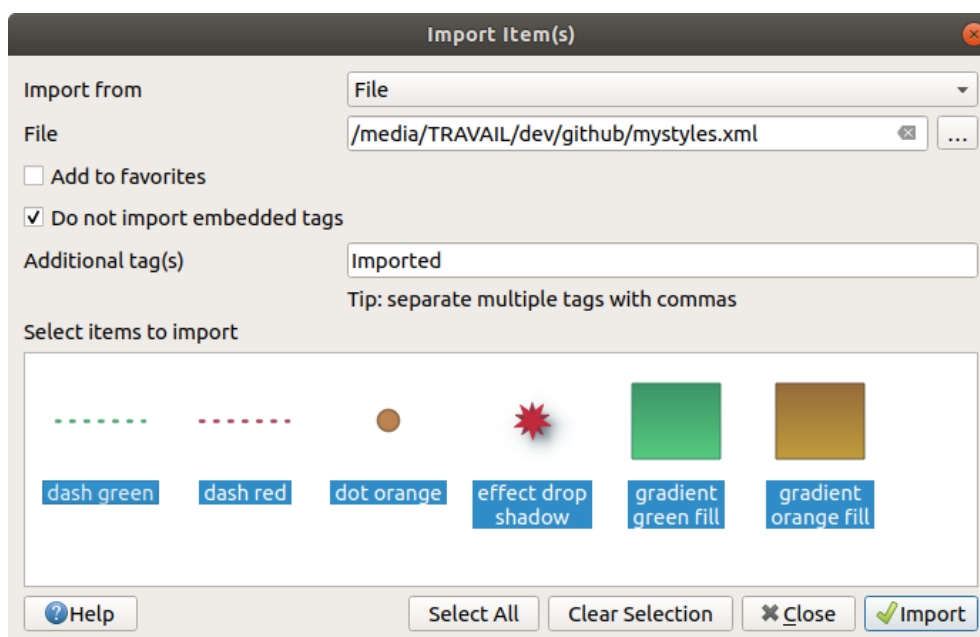 Import Item(s)
Import from
File
File
/media/TRAVAIL/dev/github/mystyles.xml
...
Add to favorites
Do not import embedded tags
Additional tag(s)
Imported
Tip: separate multiple tags with commas
Select items to import
dash green
dash red
dot orange
effect drop
shadow
gradient
green fill
gradient
orange fill
Help
Select All
Clear Selection
Close
Import